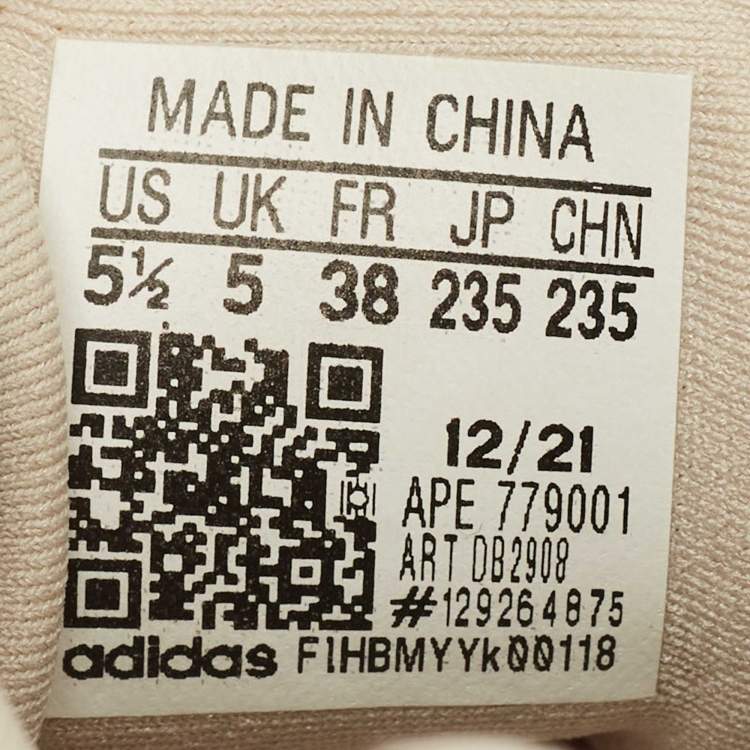 MADE IN CHINA
US UK FR JP CHN
5½ 5 38 235 235
12/21
APE 779001
ART DB2908
#129264875
adidas F1HBMYYk00118